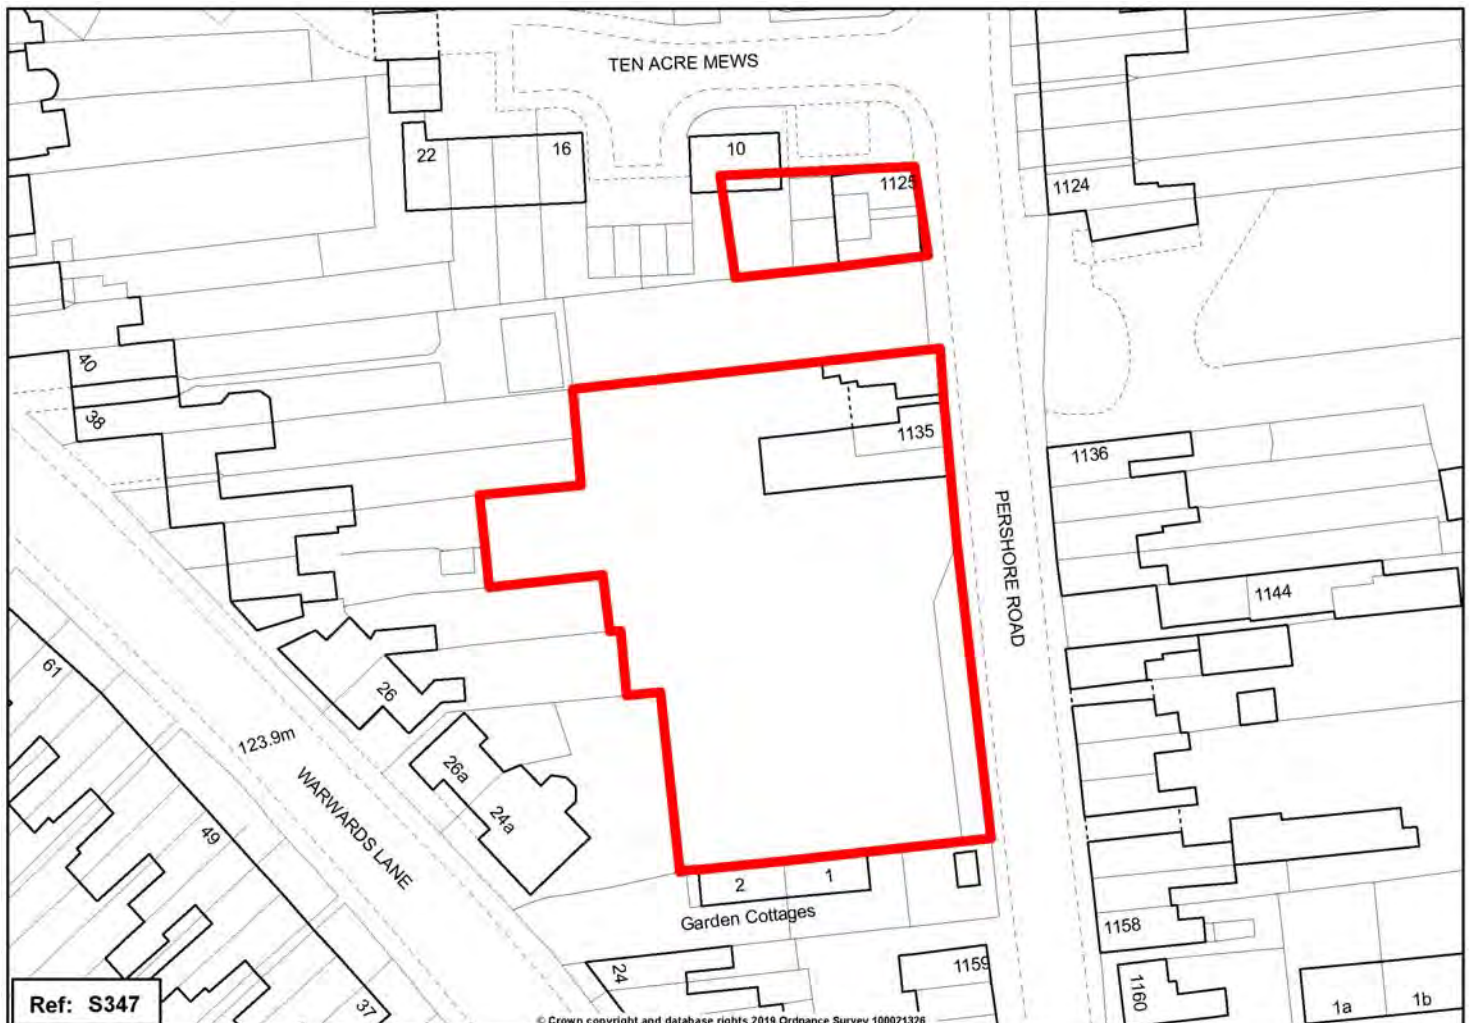 TEN ACRE MEWS
22
16
10
1125
1124
40
38
1135
1136
PERSHORE ROAD
1144
61
26
123.9m
26a
24a
WARWARDS LANE
49
2
1
Garden Cottages
1158
24
1159
1160
1a
1b
37
Ref: S347
© Crown copyright and database rights 2019 Ordnance Survey 100021326